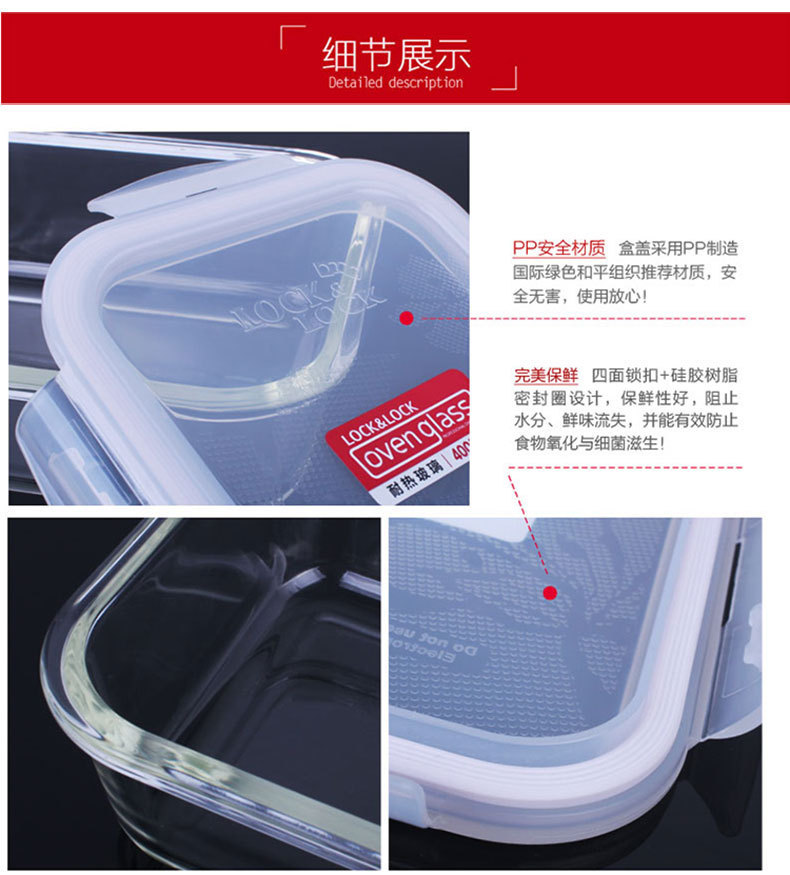 细节展示
Detailed description
PP安全材质 盒盖采用PP制造
国际绿色和平组织推荐材质，安
全无害，使用放心！
LOCK&
LOCK
LOCK&LOCK
oven glass
耐热玻璃 400
完美保鲜 四面锁扣+硅胶树脂
密封圈设计，保鲜性好，阻止
水分、鲜味流失，并能有效防止
食物氧化与细菌滋生！
Do not use